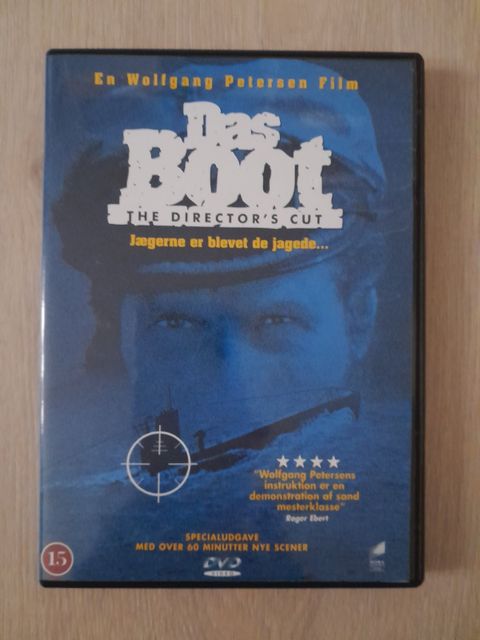 En Wolfgang Petersen Film
Das
Boot
THE DIRECTOR'S CUT
Jægerne er blevet de jagede...
"Wolfgang Petersens
instruktion er en
demonstration af sand
mesterklasse"
Roger Ebert
SPECIALUDGAVE
MED OVER 60 MINUTTER NYE SCENER
15
DVD
VIDEO